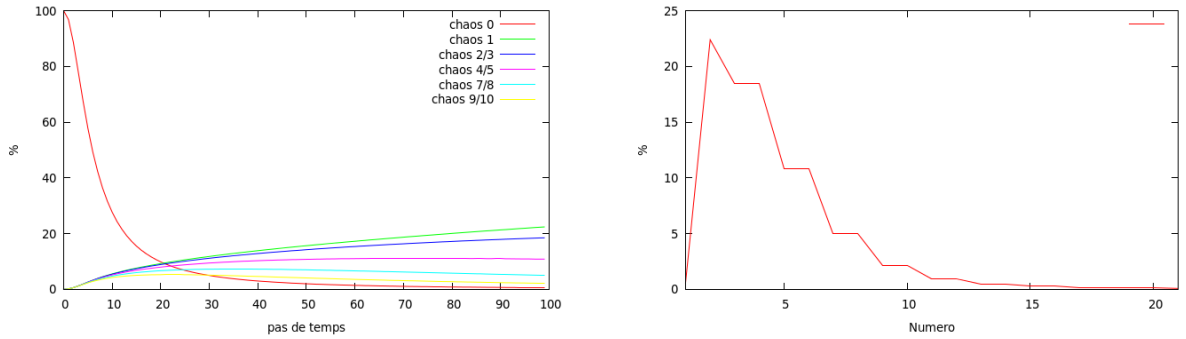 100
80
60
40
20
0
%
0 10 20 30 40 50 60 70 80 90 100
pas de temps
chaos 0
chaos 1
chaos 2/3
chaos 4/5
chaos 7/8
chaos 9/10
25
20
15
10
5
0
%
5 10 15 20
Numero